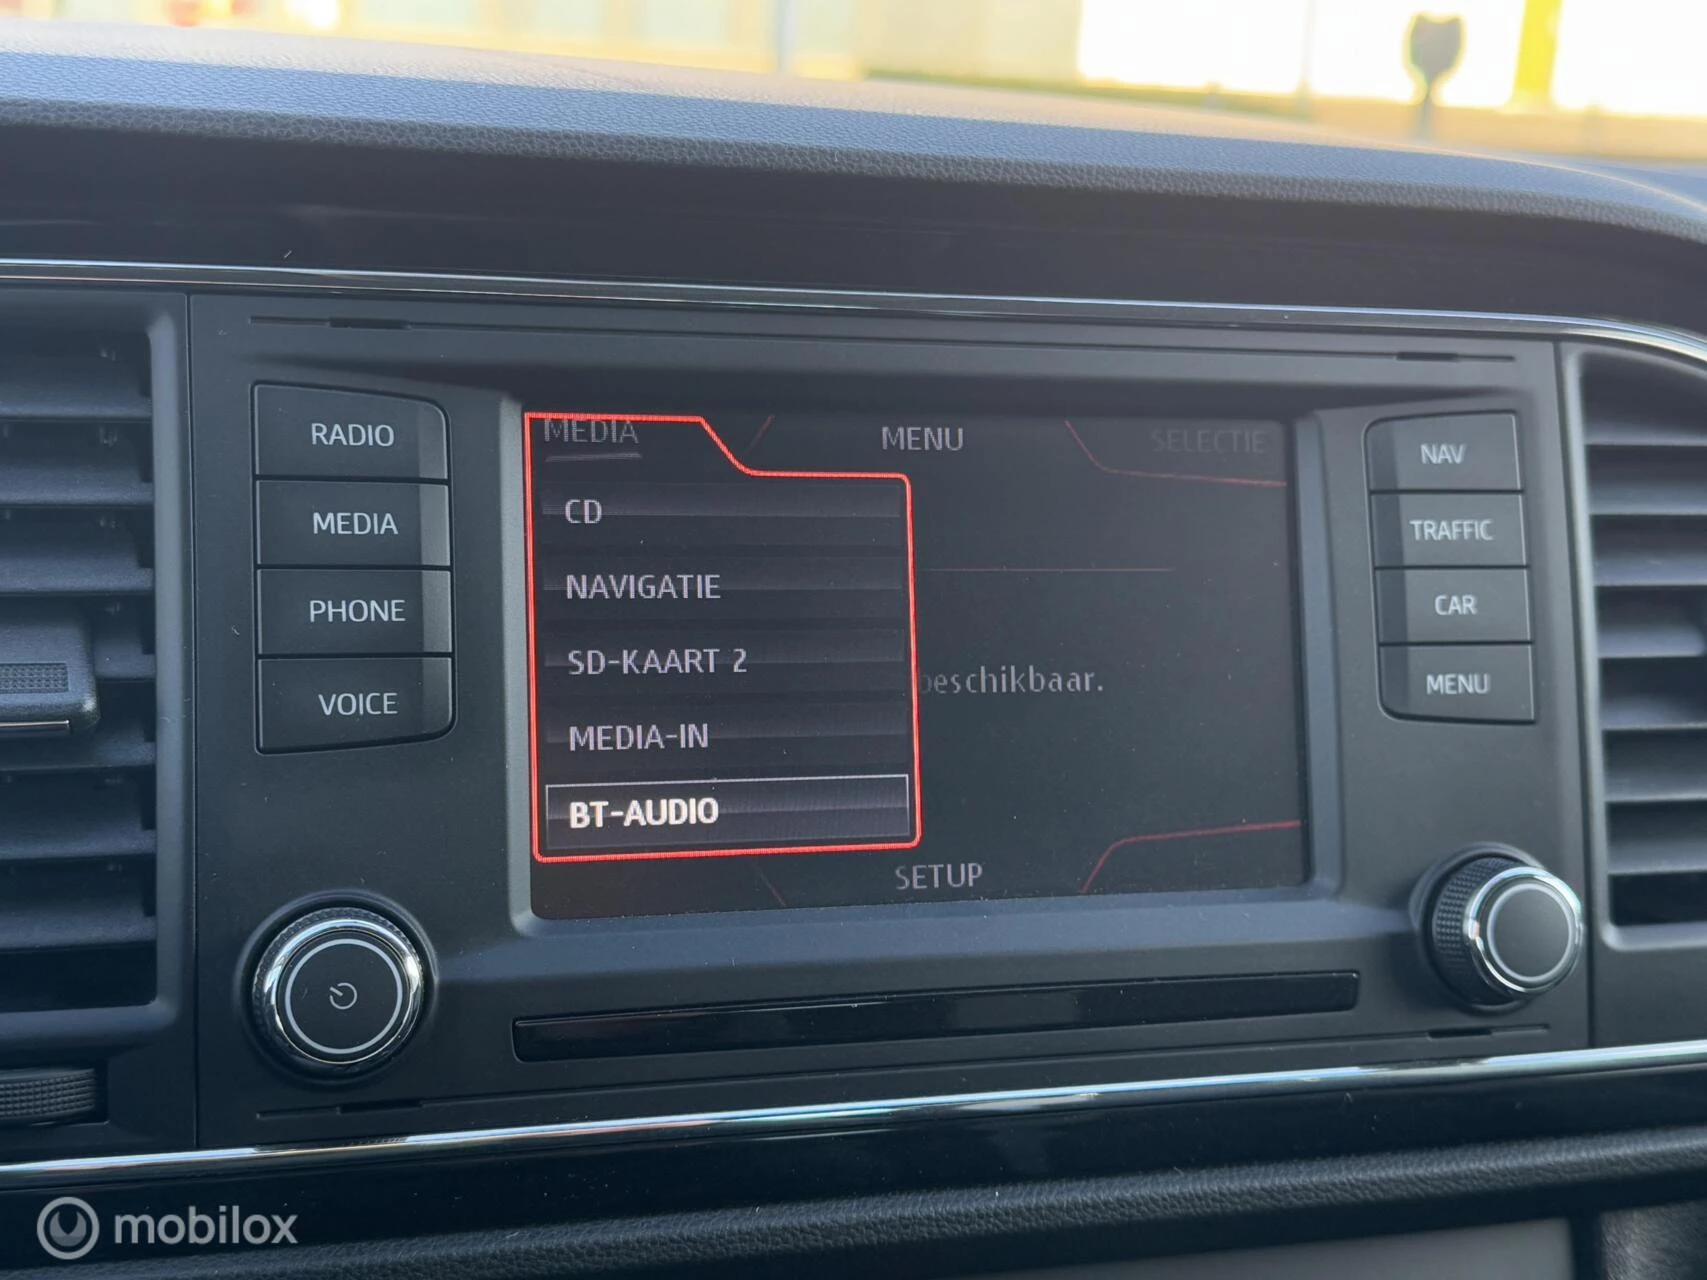 RADIO
MEDIA
PHONE
VOICE
MEDIA
MENU
SELECTIE
CD
NAVIGATIE
SD-KAART 2
MEDIA-IN
BT-AUDIO
beschikbaar.
SETUP
NAV
TRAFFIC
CAR
MENU
mobilox